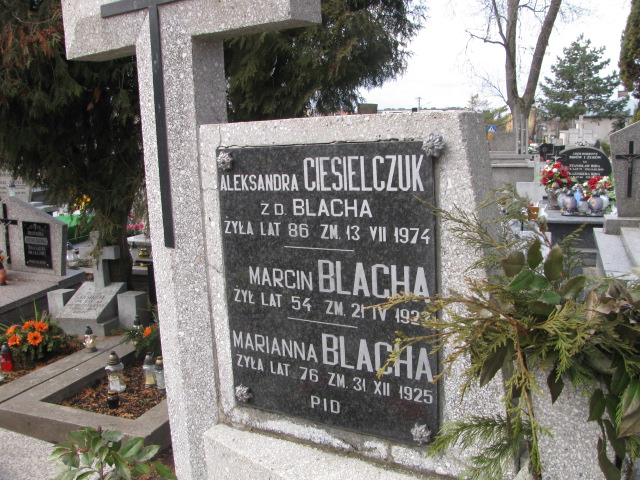 ALEKSANDRA CIESIELCZUK
Z D. BLACHA
ŻYŁA LAT 86 ZM. 13 VII 1974
MARCIN BLACHA
ŻYŁ LAT 54 ZM. 21 IV
MARIANNA BLACHA
ŻYŁA LAT 76 ZM. 31 XII 1925
PID